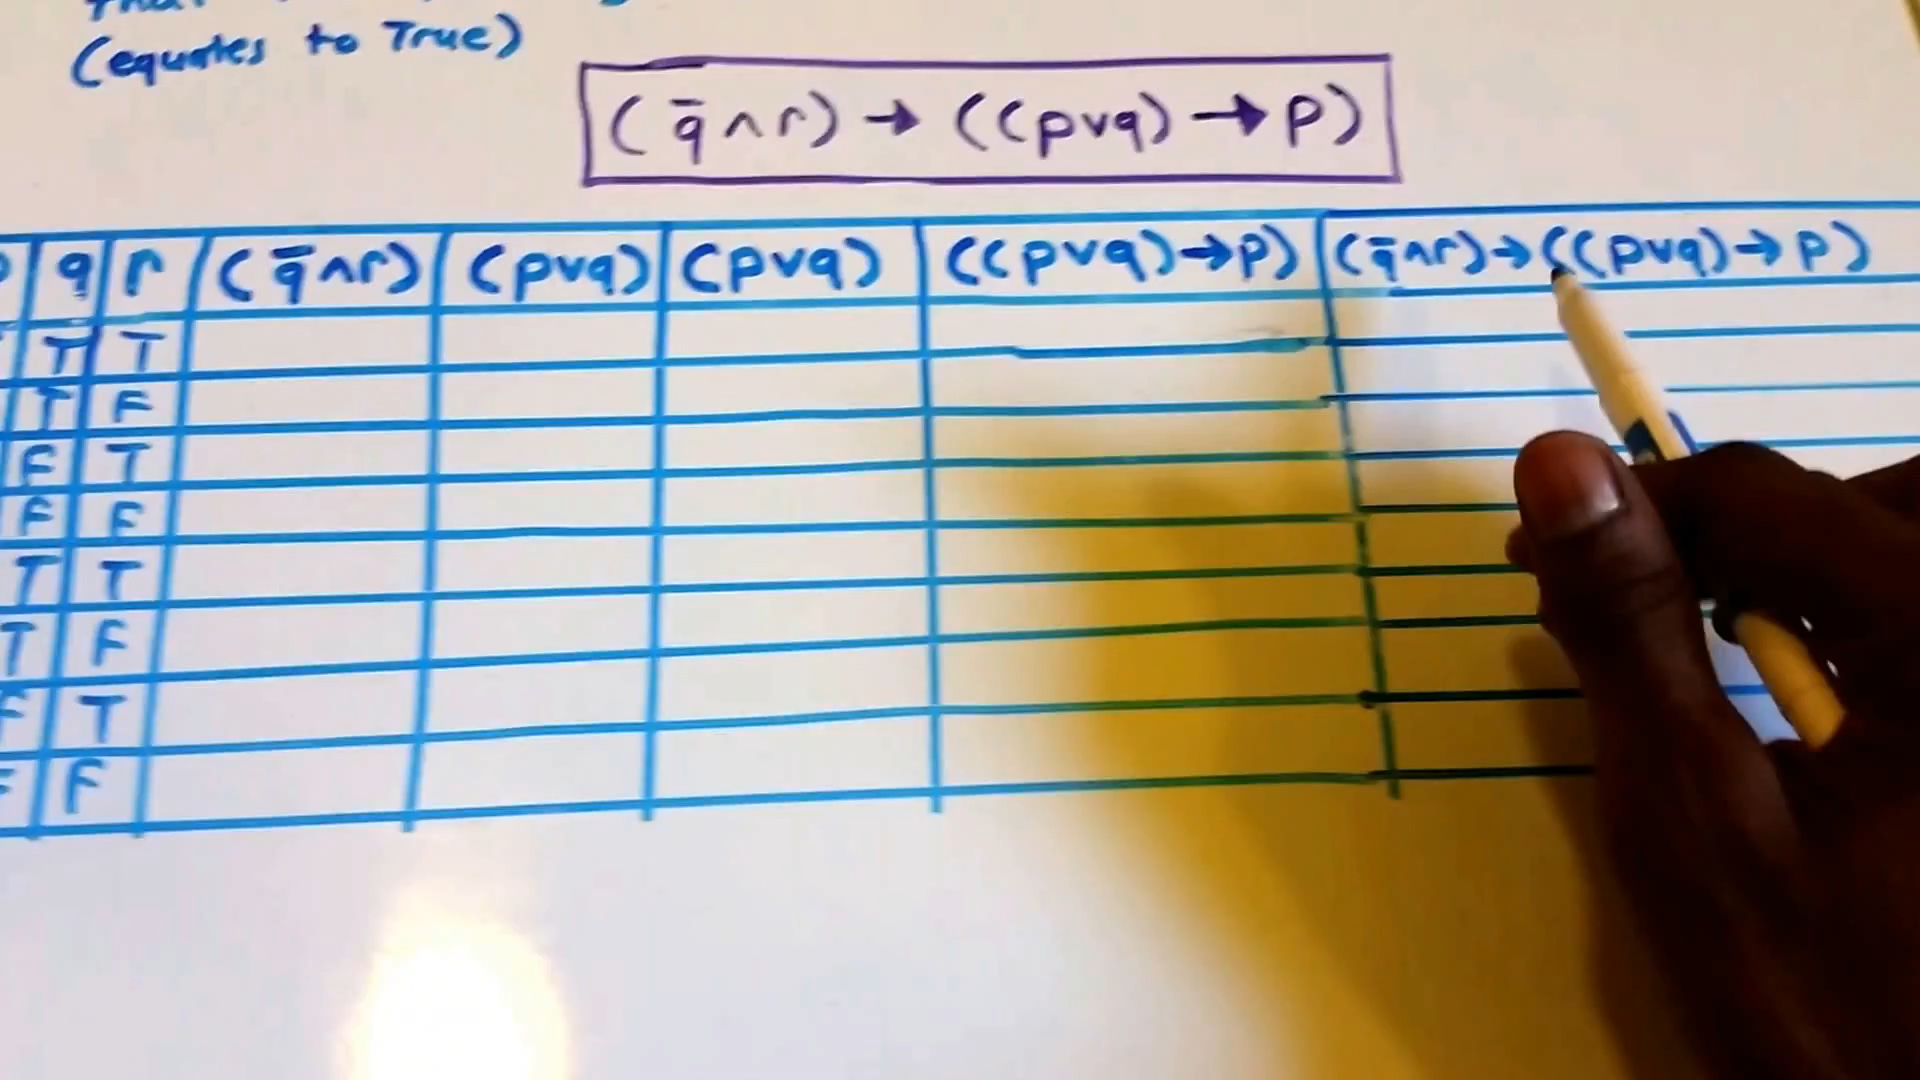 (equates to True)
(q̄ ∧ r) → ((p ∨ q) → p)
q r (q̄ ∧ r) (p ∨ q) (p ∨ q) ((p ∨ q) → p) (q̄ ∧ r) → ((p ∨ q) → p)
T T
T F
F T
F F
T T
T F
F T
F F